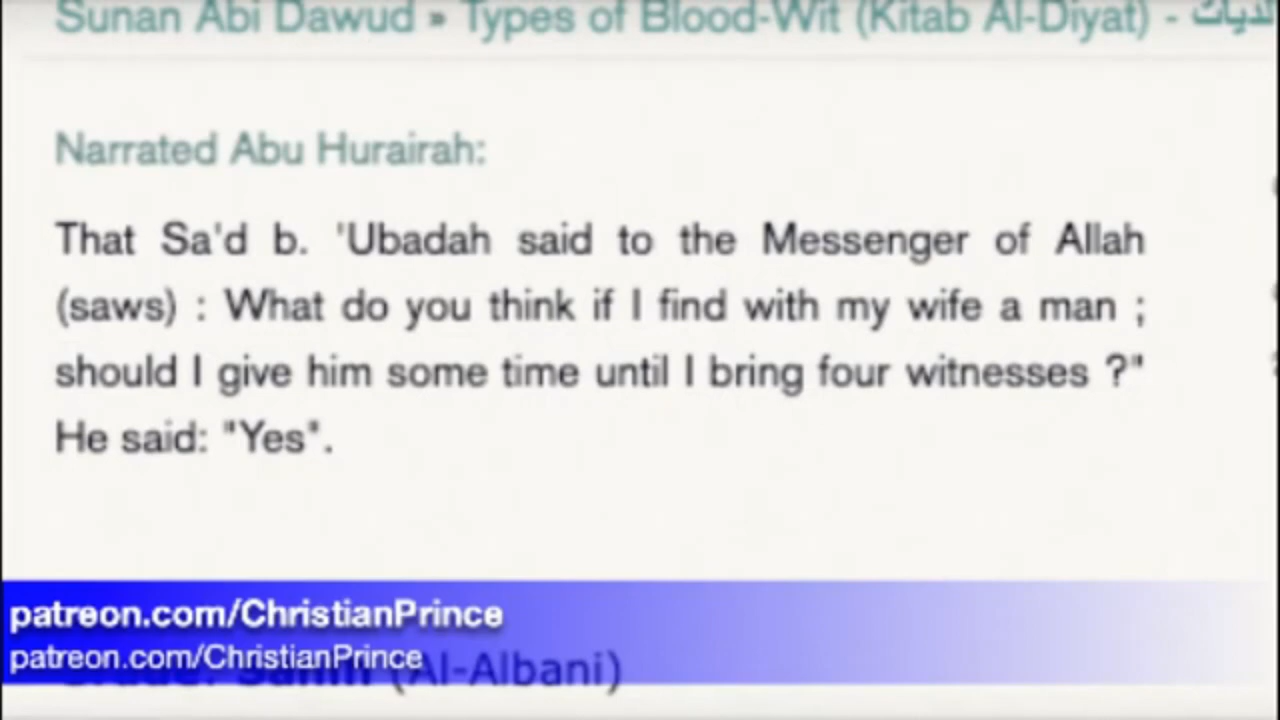 Sunan Abi Dawud » Types of Blood-Wit (Kitab Al-Diyat) -
Narrated Abu Hurairah:
That Sa'd b. 'Ubadah said to the Messenger of Allah
(saws) : What do you think if I find with my wife a man ;
should I give him some time until I bring four witnesses ?"
He said: "Yes".
patreon.com/ChristianPrince
patreon.com/ChristianPrince
(Al-Albani)